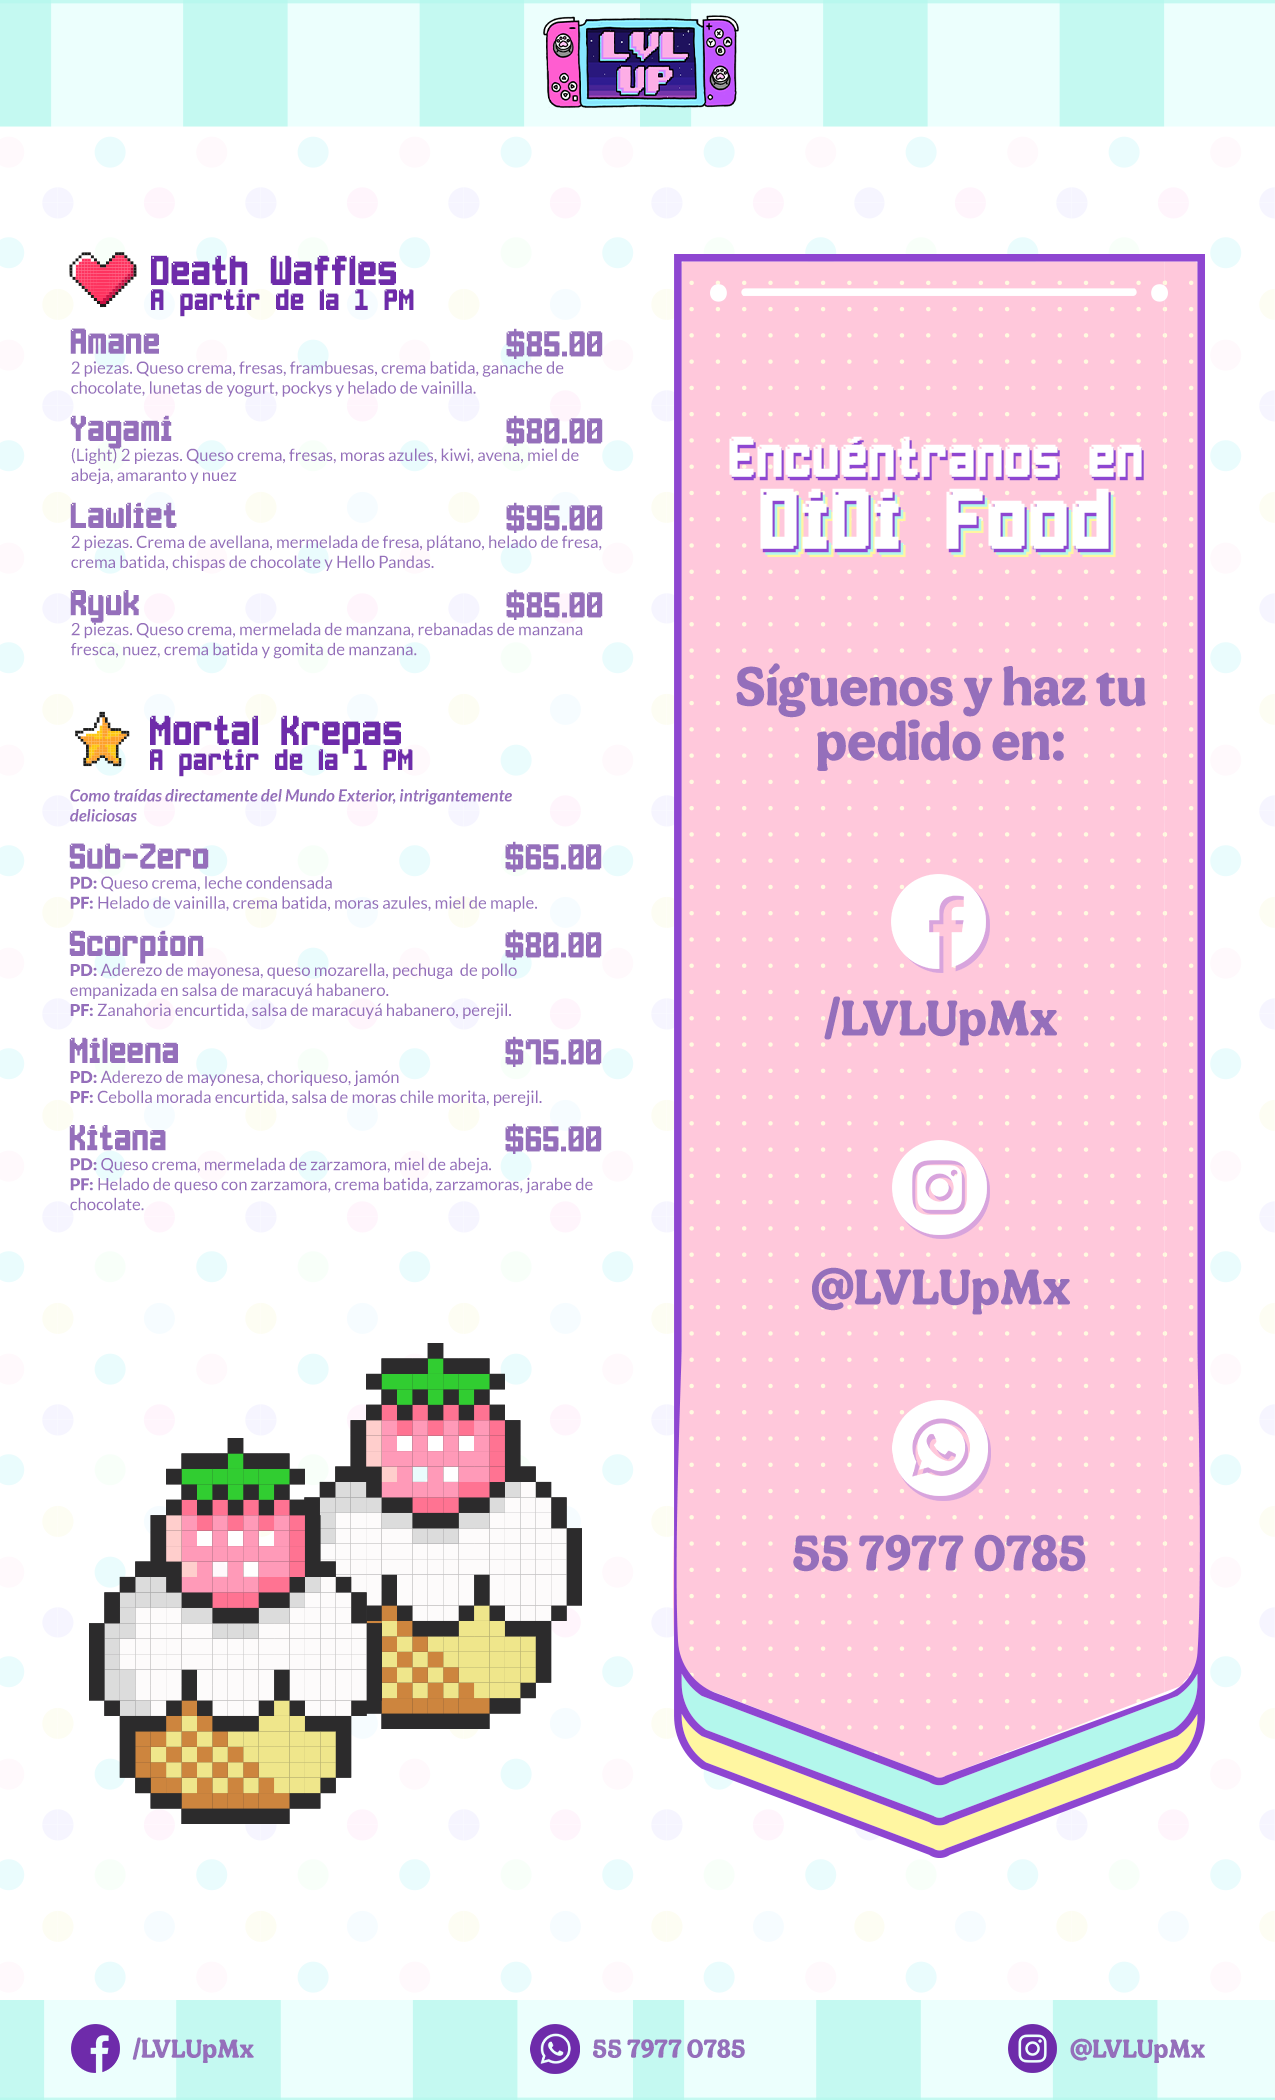 LVL
UP
Death Waffles
A partir de la 1 PM
Amane
$85.00
2 piezas. Queso crema, fresas, frambuesas, crema batida, ganache de
chocolate, lunetas de yogurt, pockys y helado de vainilla.
Yagami
$80.00
(Light) 2 piezas. Queso crema, fresas, moras azules, kiwi, avena, miel de
abeja, amaranto y nuez
Lawliet
$95.00
2 piezas. Crema de avellana, mermelada de fresa, plátano, helado de fresa,
crema batida, chispas de chocolate y Hello Pandas.
Ryuk
$85.00
2 piezas. Queso crema, mermelada de manzana, rebanadas de manzana
fresca, nuez, crema batida y gomita de manzana.
Mortal Krepas
A partir de la 1 PM
Como traídas directamente del Mundo Exterior, intrigantemente
deliciosas
Sub-Zero
$65.00
PD: Queso crema, leche condensada
PF: Helado de vainilla, crema batida, moras azules, miel de maple.
Scorpion
$80.00
PD: Aderezo de mayonesa, queso mozarella, pechuga de pollo
empanizada en salsa de maracuyá habanero.
PF: Zanahoria encurtida, salsa de maracuyá habanero, perejil.
Mileena
$75.00
PD: Aderezo de mayonesa, choriqueso, jamón
PF: Cebolla morada encurtida, salsa de moras chile morita, perejil.
Kitana
$65.00
PD: Queso crema, mermelada de zarzamora, miel de abeja.
PF: Helado de queso con zarzamora, crema batida, zarzamoras, jarabe de
chocolate.
Encuéntranos en
DiDi Food
Síguenos y haz tu
pedido en:
/LVLUpMx
@LVLUpMx
55 7977 0785
/LVLUpMx
55 7977 0785
@LVLUpMx